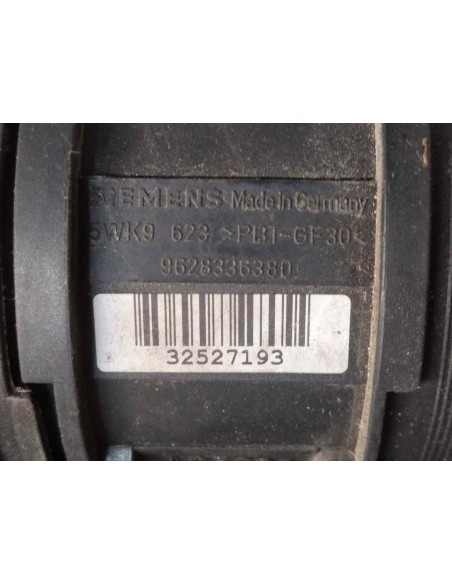 SIEMENS Made in Germany
5WK9 623 >PBT-GF30<
9628336380
32527193